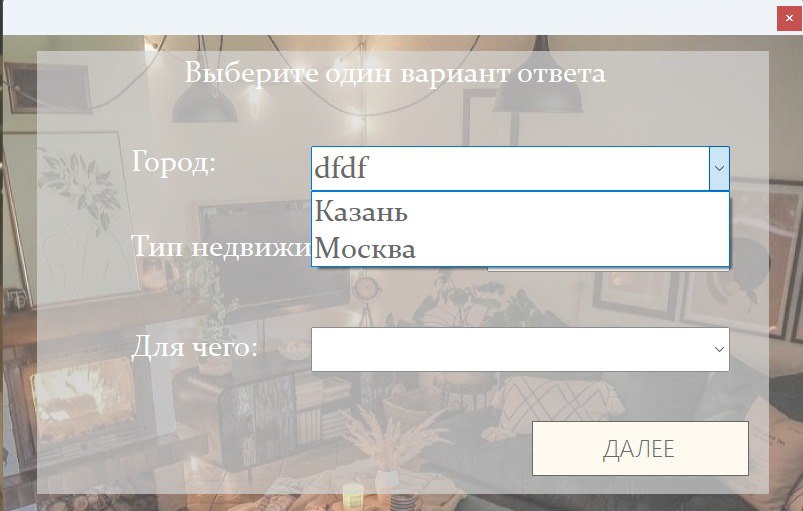 Выберите один вариант ответа
Город:
dfdf
Казань
Москва
Тип недвижи
Для чего:
ДАЛЕЕ